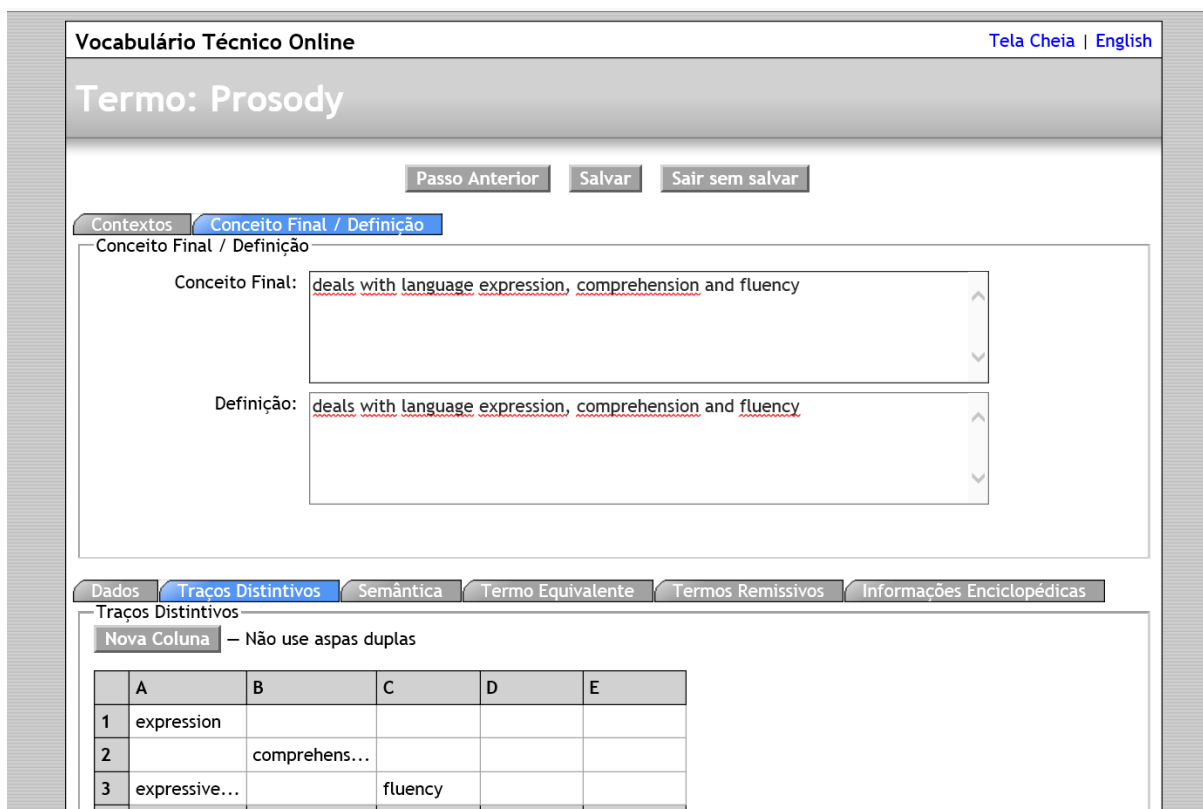 Vocabulário Técnico Online
Tela Cheia | English
Termo: Prosody
Passo Anterior Salvar Sair sem salvar
Contextos Conceito Final / Definição
Conceito Final / Definição
Conceito Final: deals with language expression, comprehension and fluency
Definição: deals with language expression, comprehension and fluency
Dados Traços Distintivos Semântica Termo Equivalente Termos Remissivos Informações Enciclopédicas
Traços Distintivos
Nova Coluna — Não use aspas duplas
A B C D E
1 expression
2 comprehens...
3 expressive... fluency